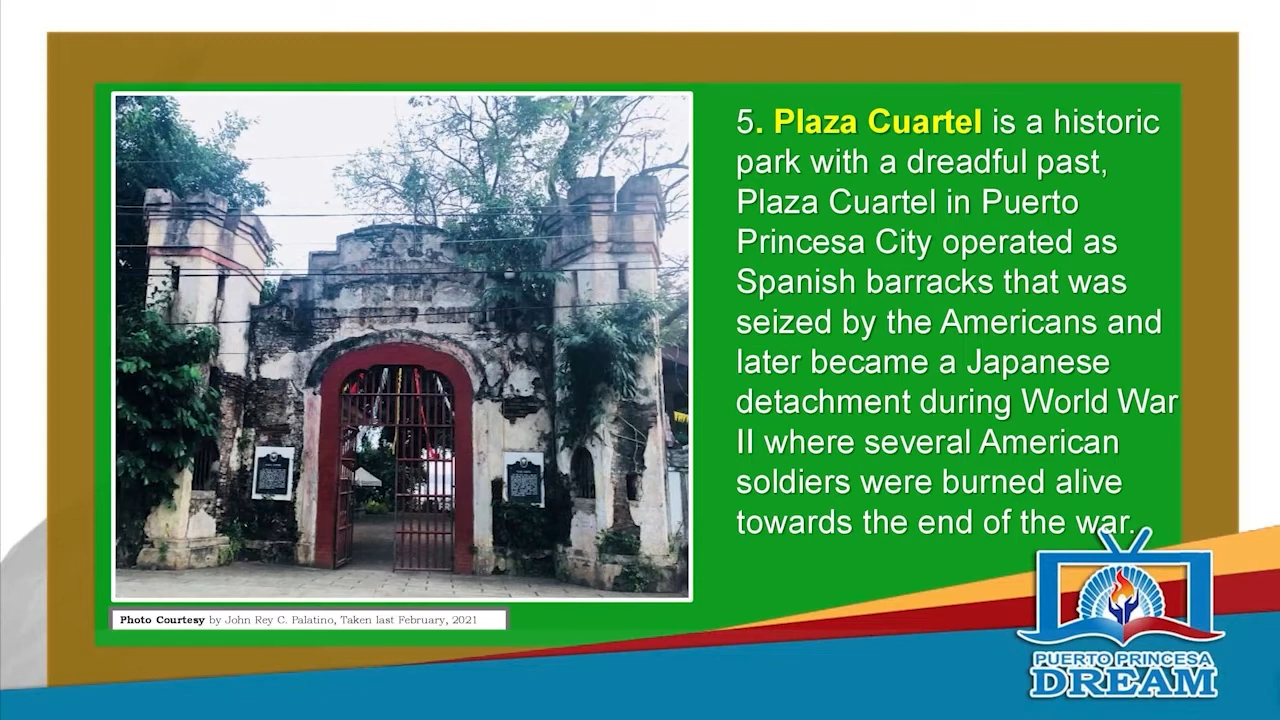 5. Plaza Cuartel is a historic
park with a dreadful past,
Plaza Cuartel in Puerto
Princesa City operated as
Spanish barracks that was
seized by the Americans and
later became a Japanese
detachment during World War
II where several American
soldiers were burned alive
towards the end of the war.
Photo Courtesy by John Rey C. Palatino, Taken last February, 2021
PUERTO PRINCESA
DREAM